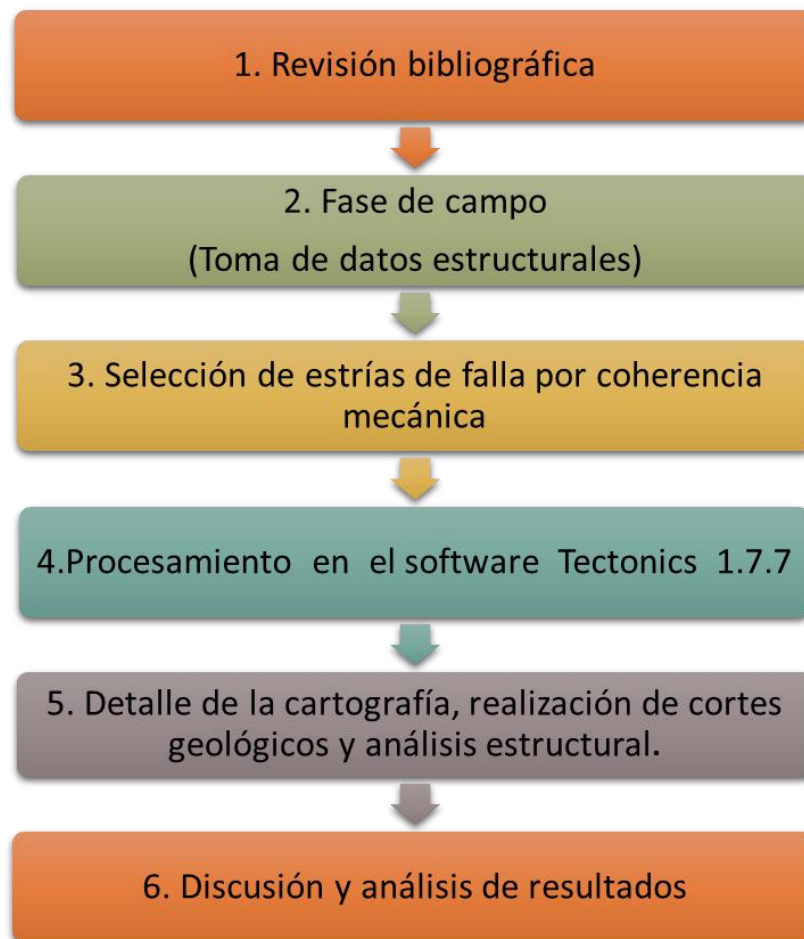 1. Revisión bibliográfica
2. Fase de campo
(Toma de datos estructurales)
3. Selección de estrías de falla por coherencia
mecánica
4.Procesamiento en el software Tectonics 1.7.7
5. Detalle de la cartografía, realización de cortes
geológicos y análisis estructural.
6. Discusión y análisis de resultados